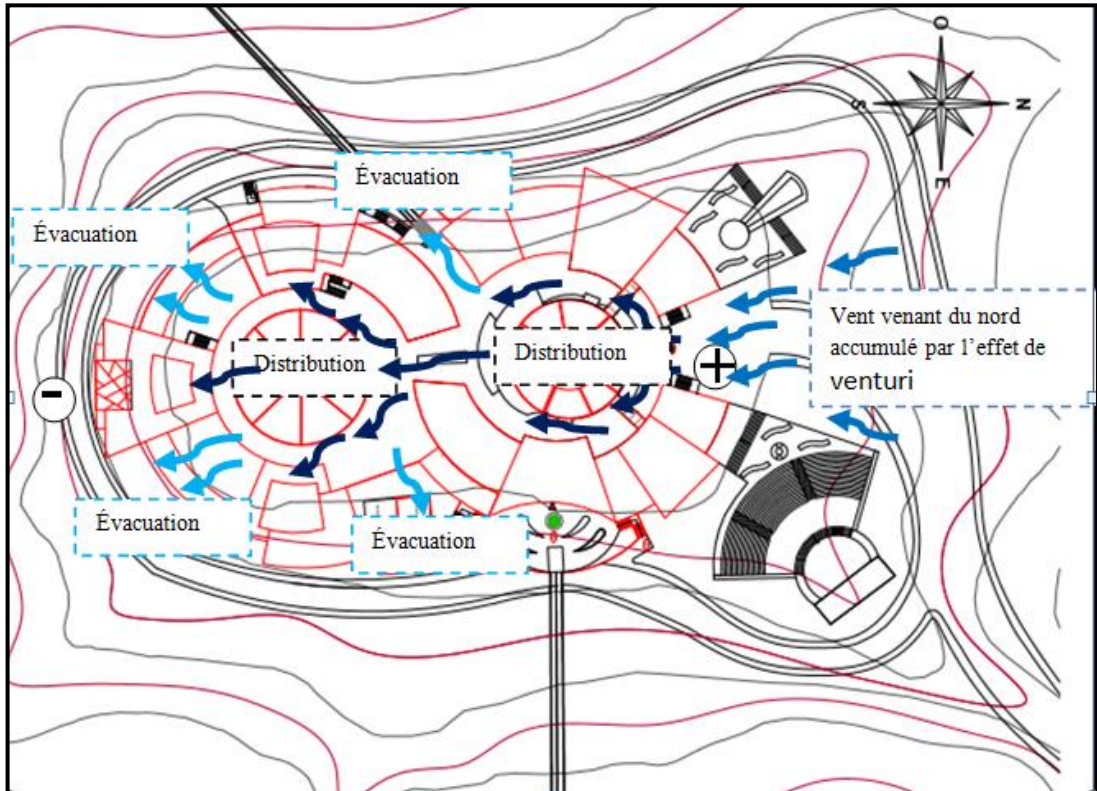 O
N
S
E
Évacuation
Évacuation
Vent venant du nord
accumulé par l’effet de
venturi
Distribution
Distribution
+
-
Évacuation
Évacuation